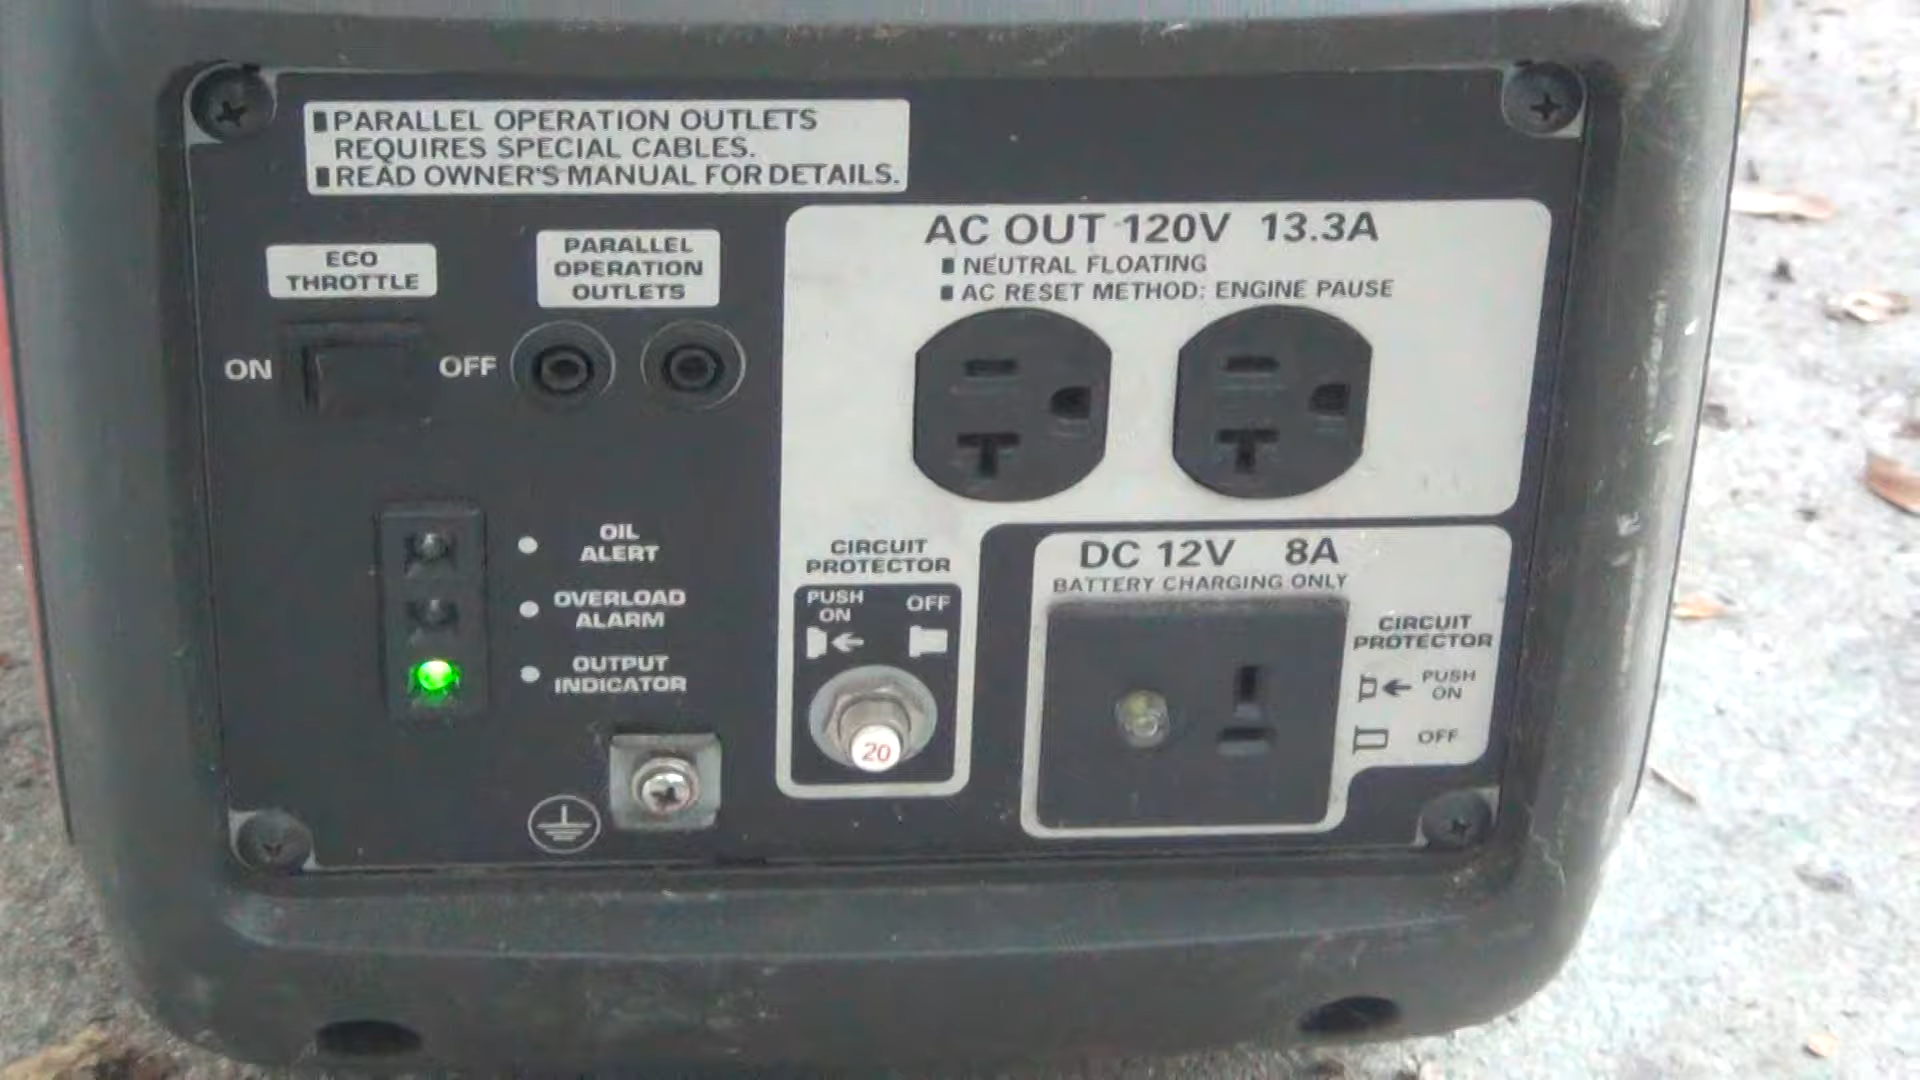 PARALLEL OPERATION OUTLETS
REQUIRES SPECIAL CABLES.
READ OWNER'S MANUAL FOR DETAILS.
ECO
THROTTLE
ON
OFF
PARALLEL
OPERATION
OUTLETS
AC OUT 120V 13.3A
NEUTRAL FLOATING
AC RESET METHOD: ENGINE PAUSE
OIL
ALERT
OVERLOAD
ALARM
OUTPUT
INDICATOR
CIRCUIT
PROTECTOR
PUSH
ON
OFF
20
DC 12V 8A
BATTERY CHARGING ONLY
CIRCUIT
PROTECTOR
PUSH
ON
OFF